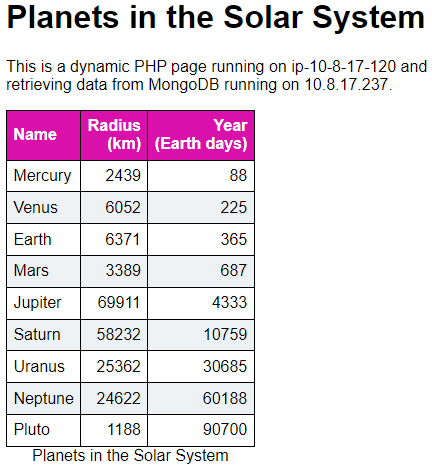 Planets in the Solar System
This is a dynamic PHP page running on ip-10-8-17-120 and
retrieving data from MongoDB running on 10.8.17.237.
Name Radius (km) Year (Earth days)
Mercury 2439 88
Venus 6052 225
Earth 6371 365
Mars 3389 687
Jupiter 69911 4333
Saturn 58232 10759
Uranus 25362 30685
Neptune 24622 60188
Pluto 1188 90700
Planets in the Solar System